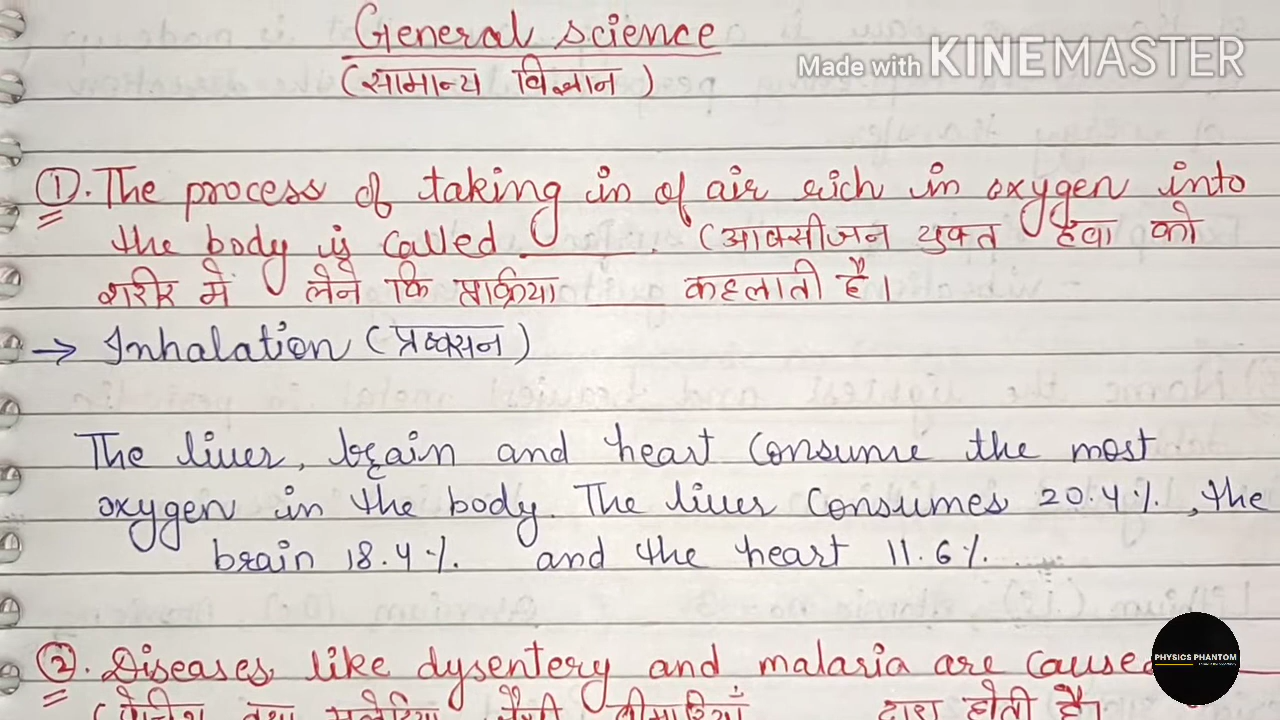 General science
(सामान्य विज्ञान)
Made with KINEMASTER
①. The process of taking in of air rich in oxygen into
the body is called ______. (आक्सीजन युक्त हवा को
शरीर में लेने कि प्रक्रिया ______ कहलाती है।
→ Inhalation (प्रश्वसन)
The liver, brain and heart consume the most
oxygen in the body. The liver consumes 20.4%, the
brain 18.4% and the heart 11.6%.
②. Diseases like dysentery and malaria are caused
PHYSICS PHANTOM
(पेचिश तथा मलेरिया जैसी बीमारियाँ द्वारा होती है।